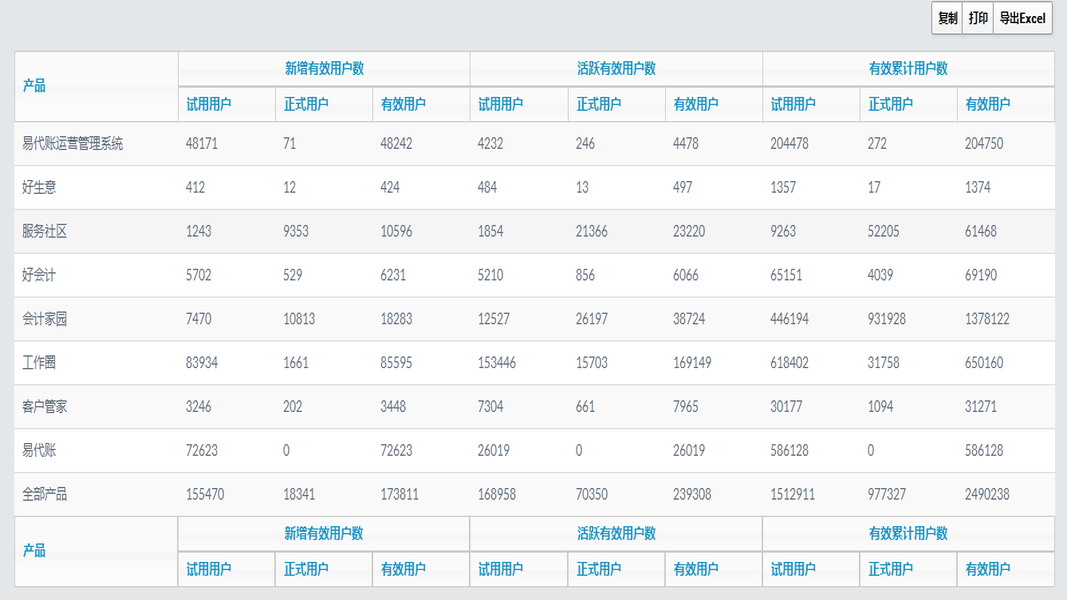 复制 打印 导出Excel
产品 新增有效用户数 活跃有效用户数 有效累计用户数
试用用户 正式用户 有效用户 试用用户 正式用户 有效用户 试用用户 正式用户 有效用户
易代账运营管理系统 48171 71 48242 4232 246 4478 204478 272 204750
好生意 412 12 424 484 13 497 1357 17 1374
服务社区 1243 9353 10596 1854 21366 23220 9263 52205 61468
好会计 5702 529 6231 5210 856 6066 65151 4039 69190
会计家园 7470 10813 18283 12527 26197 38724 446194 931928 1378122
工作圈 83934 1661 85595 153446 15703 169149 618402 31758 650160
客户管家 3246 202 3448 7304 661 7965 30177 1094 31271
易代账 72623 0 72623 26019 0 26019 586128 0 586128
全部产品 155470 18341 173811 168958 70350 239308 1512911 977327 2490238
产品 新增有效用户数 活跃有效用户数 有效累计用户数
试用用户 正式用户 有效用户 试用用户 正式用户 有效用户 试用用户 正式用户 有效用户